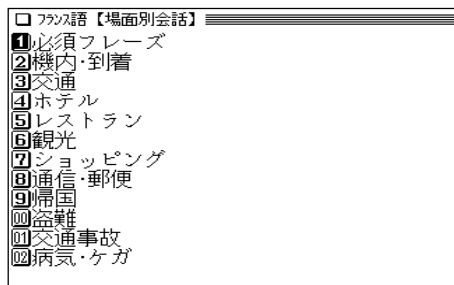 □ フランス語【場面別会話】
1必須フレーズ
2機内・到着
3交通
4ホテル
5レストラン
6観光
7ショッピング
8通信・郵便
9帰国
00盗難
01交通事故
02病気・ケガ